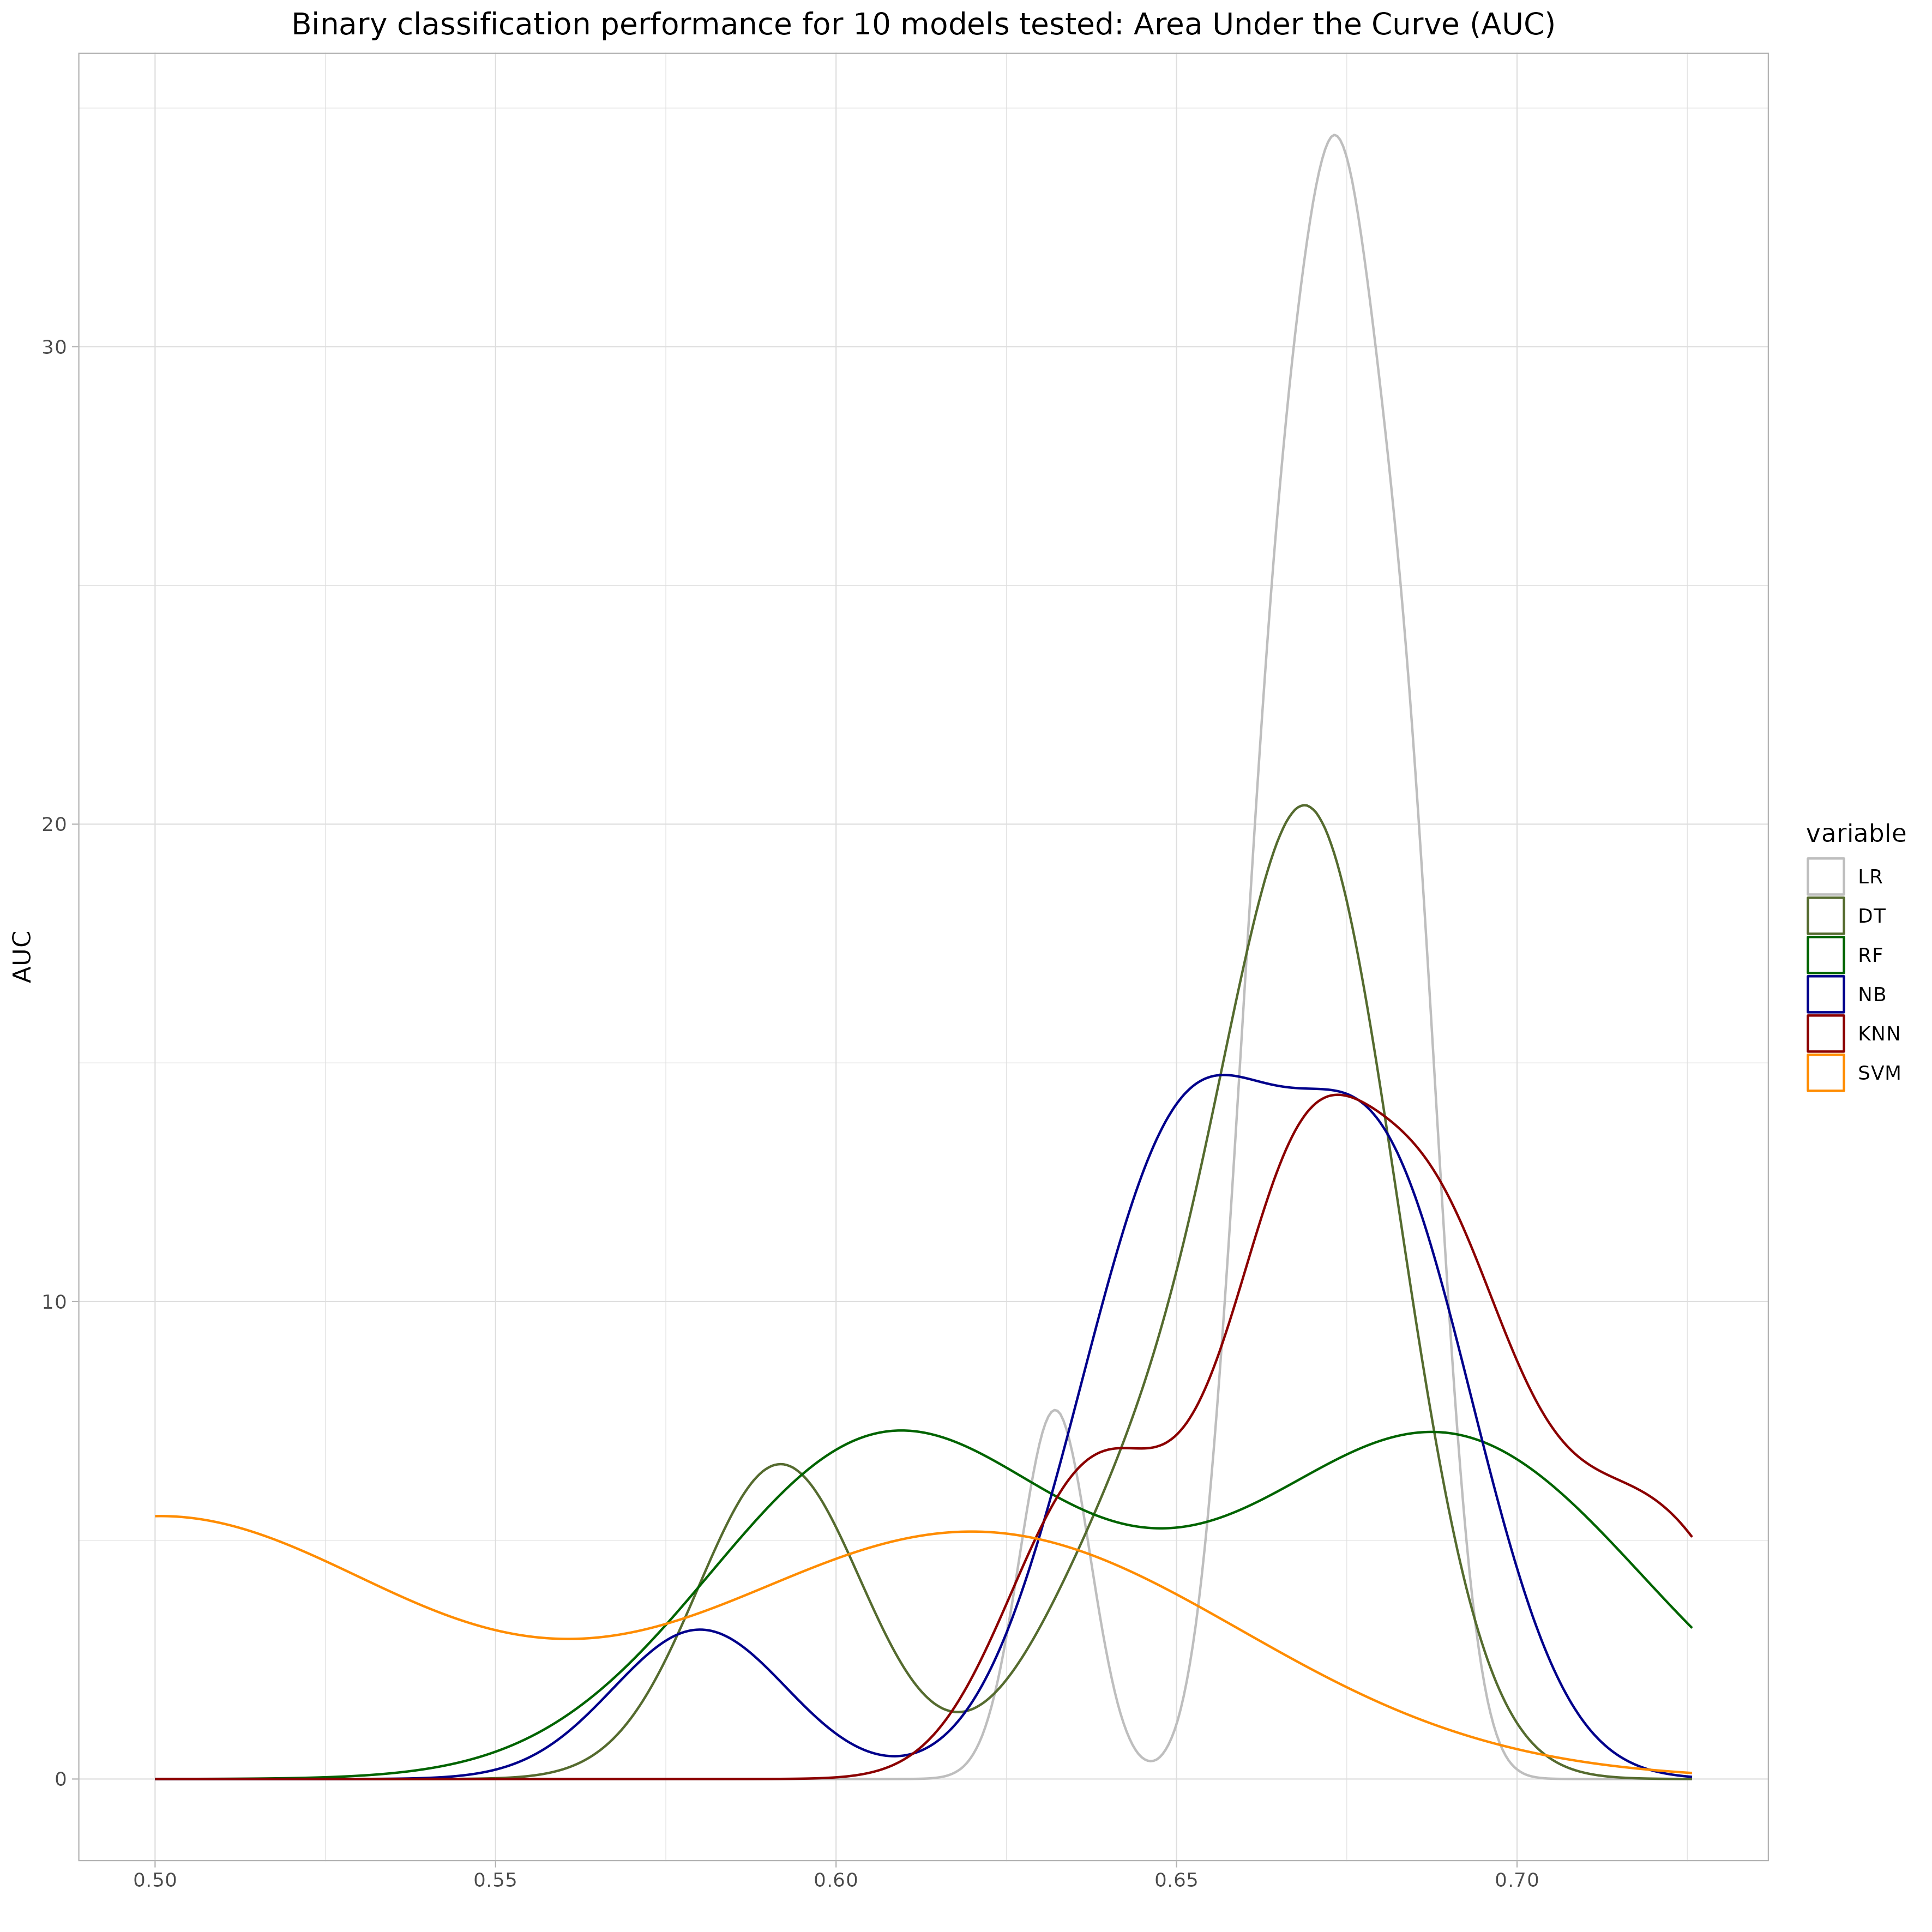 Binary classification performance for 10 models tested: Area Under the Curve (AUC)
30
20
10
0
AUC
0.50 0.55 0.60 0.65 0.70
variable
LR
DT
RF
NB
KNN
SVM